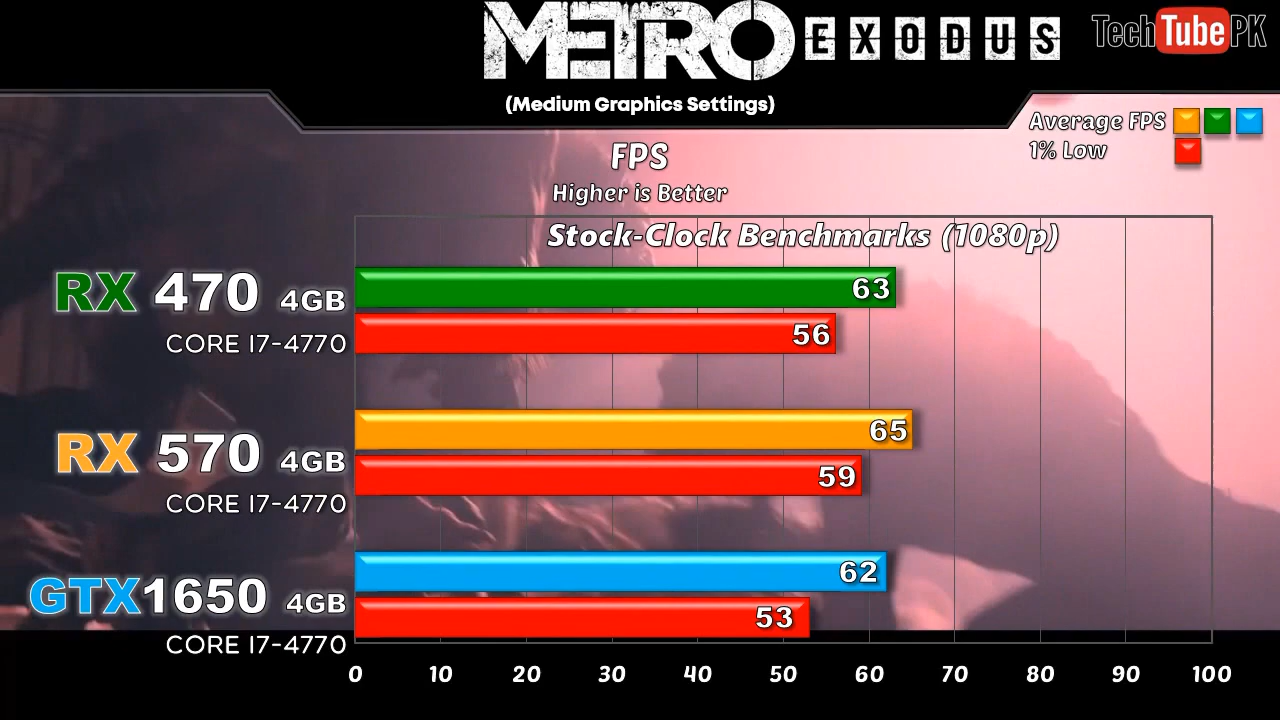 METRO EXODUS
TechTubePK
(Medium Graphics Settings)
Average FPS
1% Low
FPS
Higher is Better
Stock-Clock Benchmarks (1080p)
RX 470 4GB
63
CORE I7-4770
56
RX 570 4GB
65
CORE I7-4770
59
GTX1650 4GB
62
CORE I7-4770
53
0 10 20 30 40 50 60 70 80 90 100